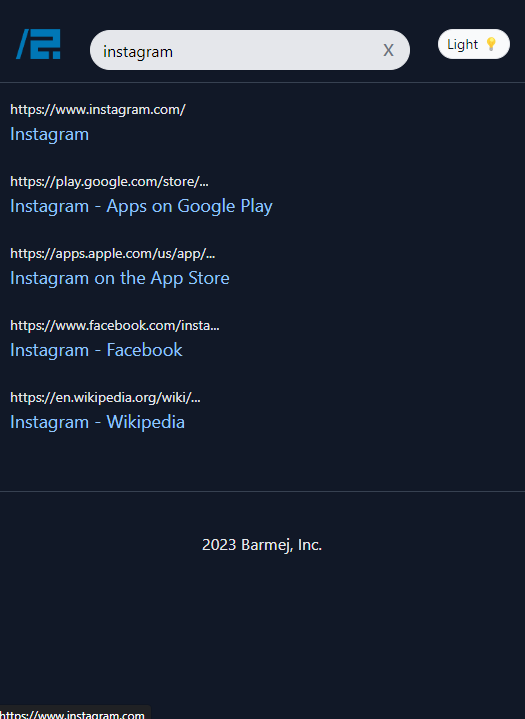 instagram
X
Light 💡
https://www.instagram.com/
Instagram
https://play.google.com/store/...
Instagram - Apps on Google Play
https://apps.apple.com/us/app/...
Instagram on the App Store
https://www.facebook.com/insta...
Instagram - Facebook
https://en.wikipedia.org/wiki/...
Instagram - Wikipedia
2023 Barmej, Inc.
https://www.instagram.com